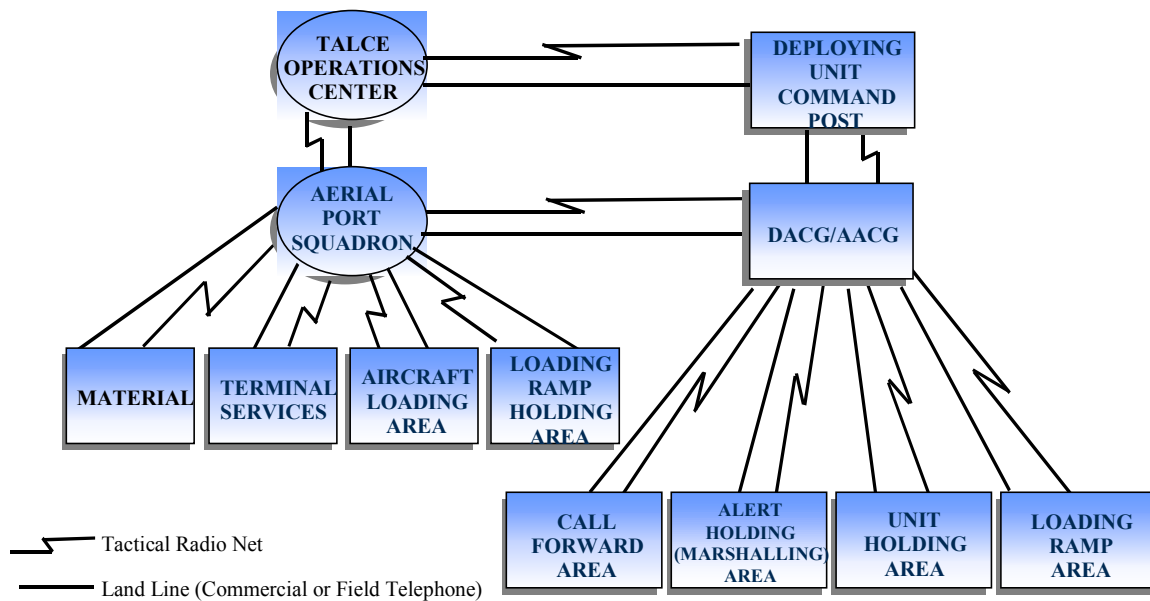 TALCE
OPERATIONS
CENTER
DEPLOYING
UNIT
COMMAND
POST
AERIAL
PORT
SQUADRON
DACG/AACG
MATERIAL
TERMINAL
SERVICES
AIRCRAFT
LOADING
AREA
LOADING
RAMP
HOLDING
AREA
CALL
FORWARD
AREA
ALERT
HOLDING
(MARSHALLING)
AREA
UNIT
HOLDING
AREA
LOADING
RAMP
AREA
Tactical Radio Net
Land Line (Commercial or Field Telephone)